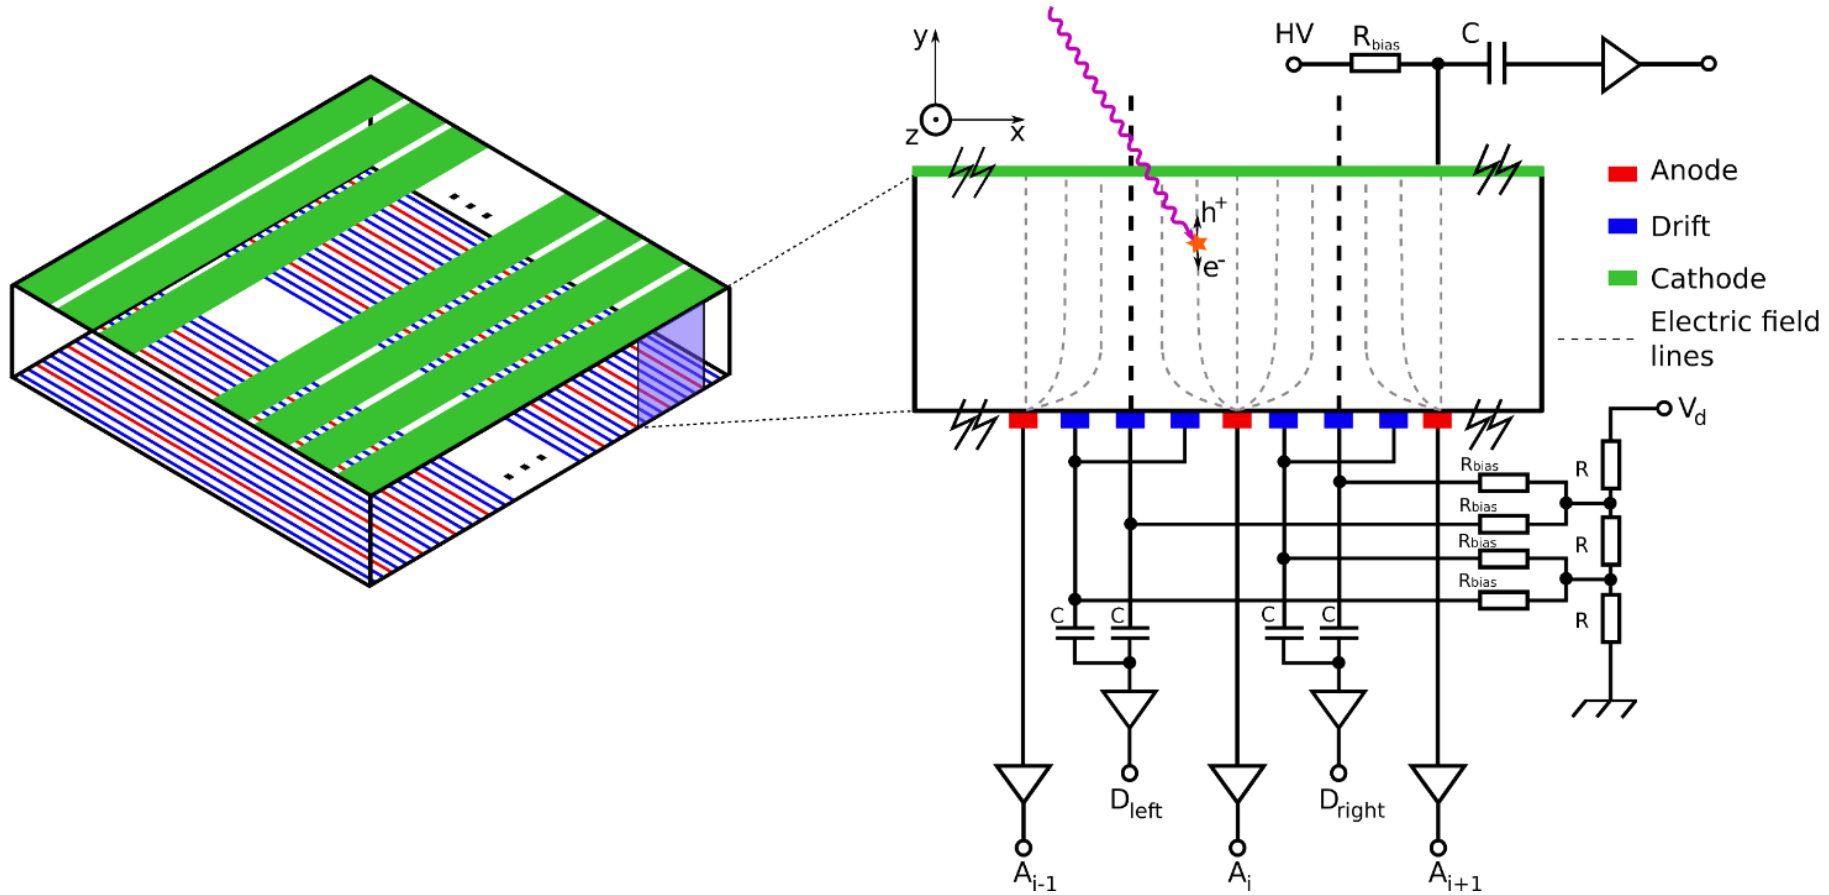 y
z
x
HV
Rbias
C
h+
e-
Anode
Drift
Cathode
Electric field
lines
Vd
Rbias
R
Rbias
Rbias
R
Rbias
R
C
C
C
C
Dleft
Dright
Ai-1
Ai
Ai+1